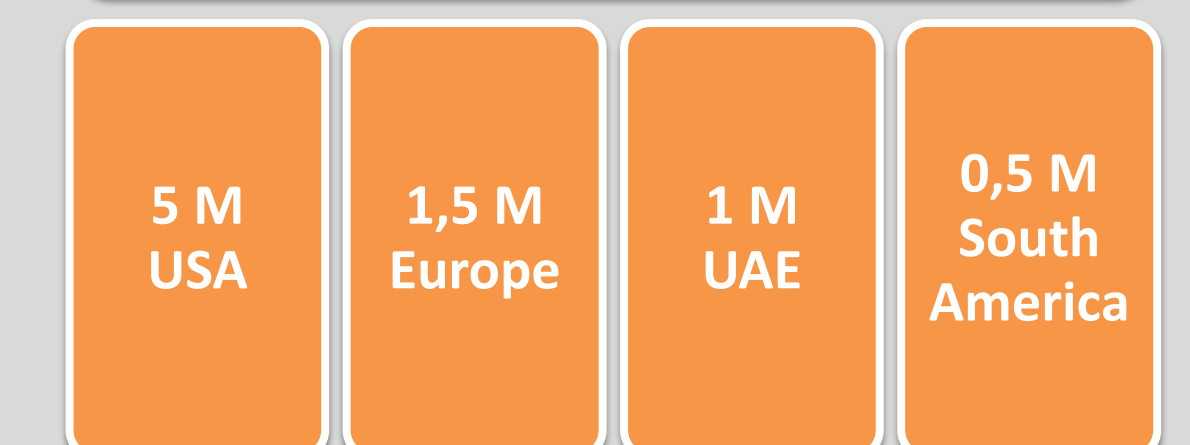 5 M
USA
1,5 M
Europe
1 M
UAE
0,5 M
South
America